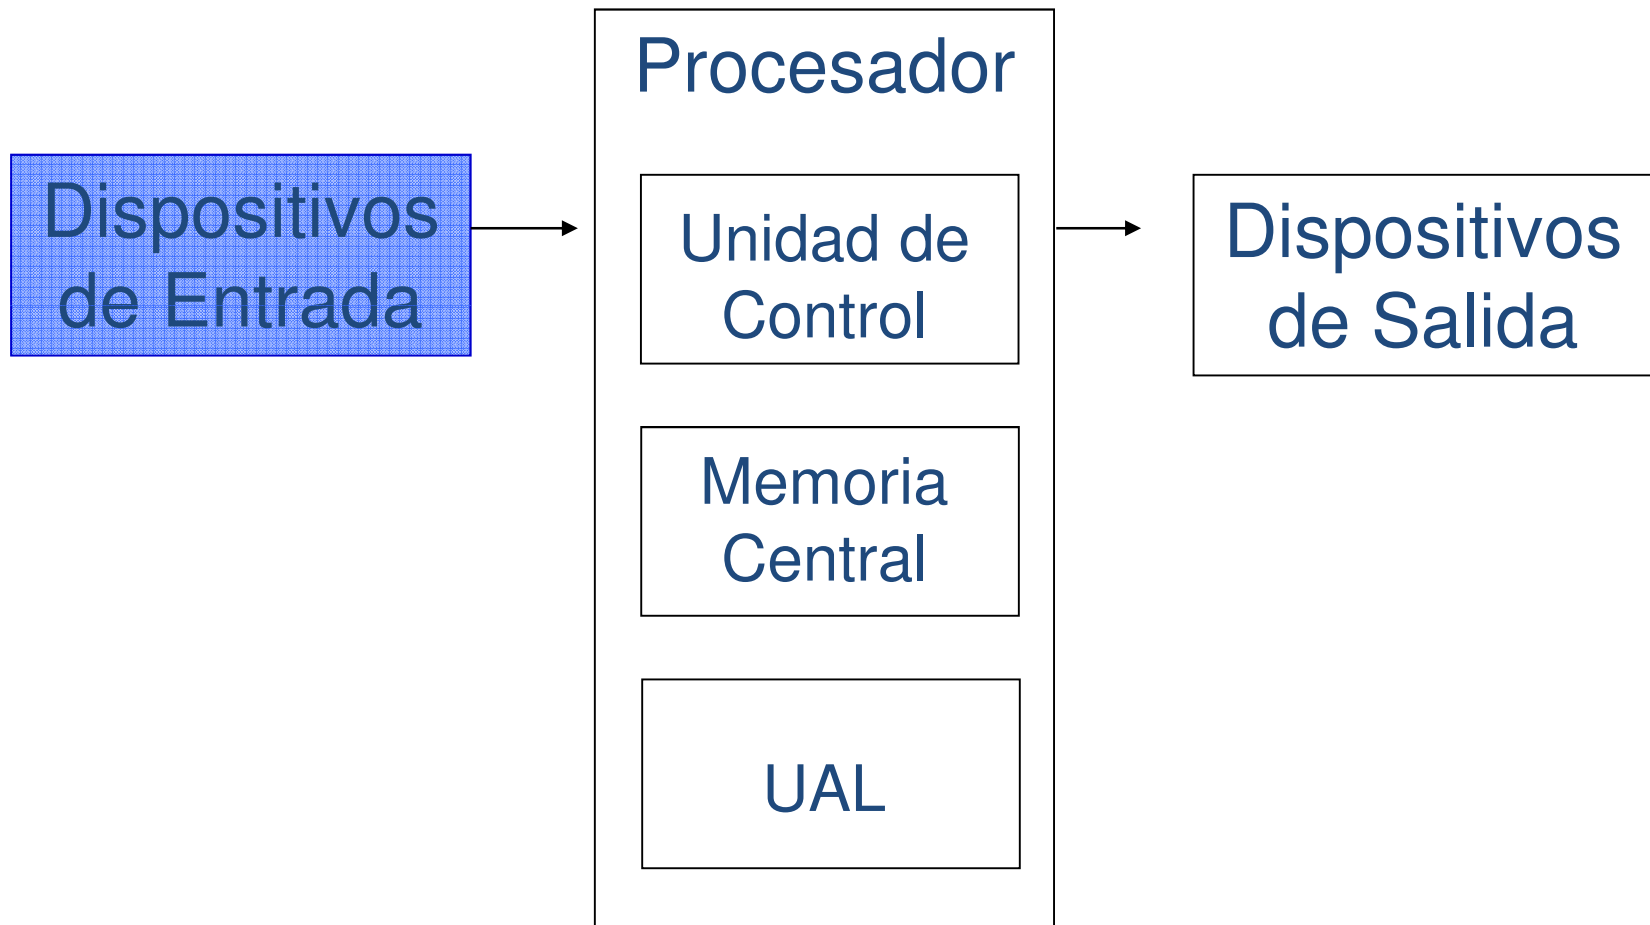 Procesador
Dispositivos
de Entrada
Unidad de
Control
Memoria
Central
UAL
Dispositivos
de Salida